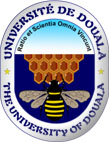 UNIVERSITÉ DE DOUALA
Ratio et Scientia Omnia Vincunt
THE UNIVERSITY OF DOUALA